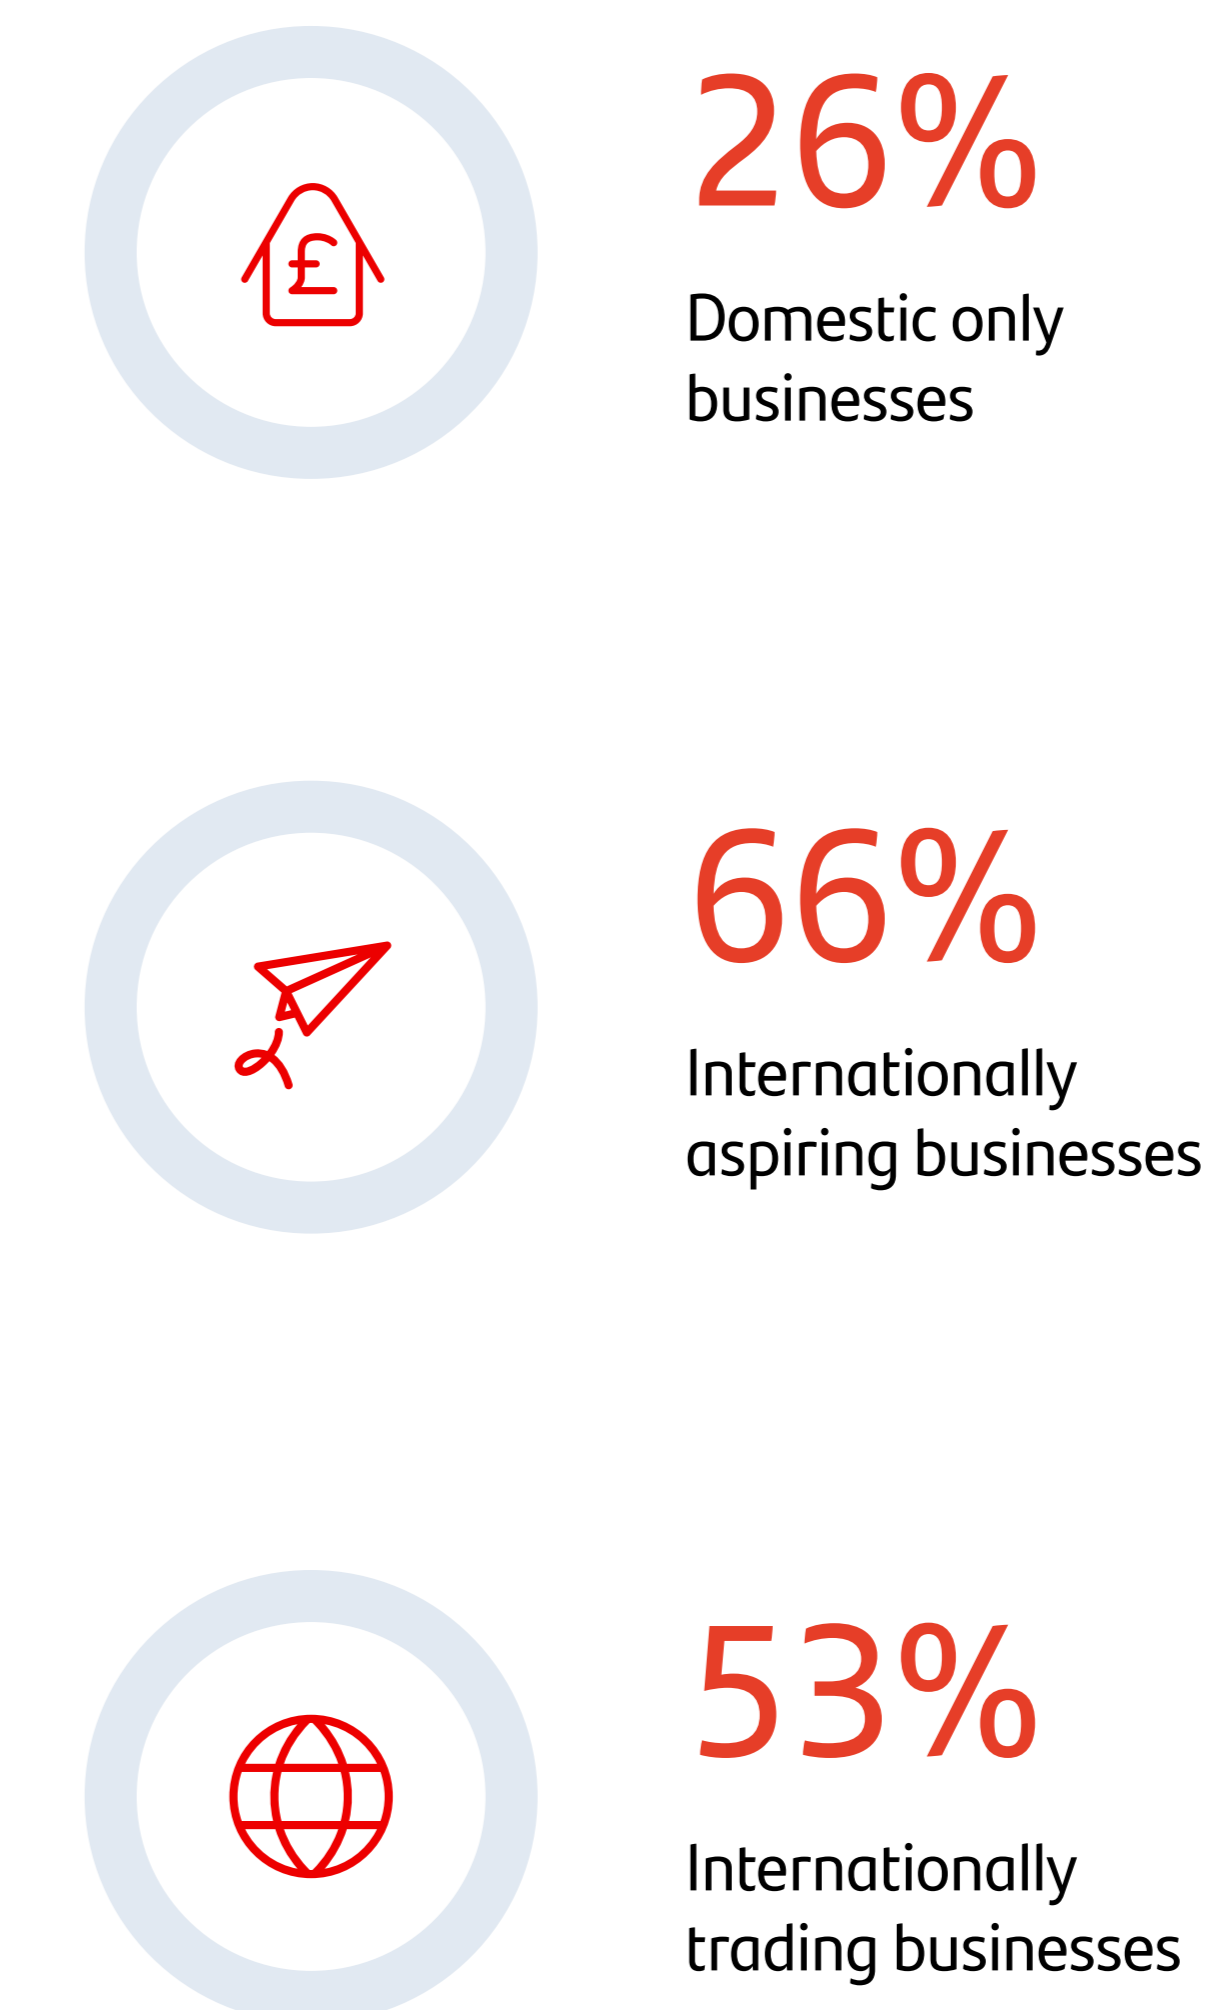 £
26%
Domestic only
businesses
66%
Internationally
aspiring businesses
53%
Internationally
trading businesses